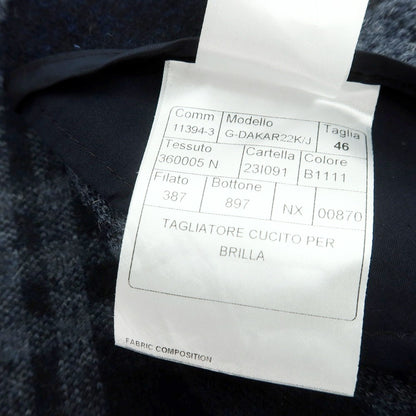 Comm Modello Taglia
11394-3 G-DAKAR22K/J 46
Tessuto Cartella Colore
360005 N 23I091 B1111
Filato Bottone
387 897 NX 00870
TAGLIATORE CUCITO PER
BRILLA
FABRIC COMPOSITION